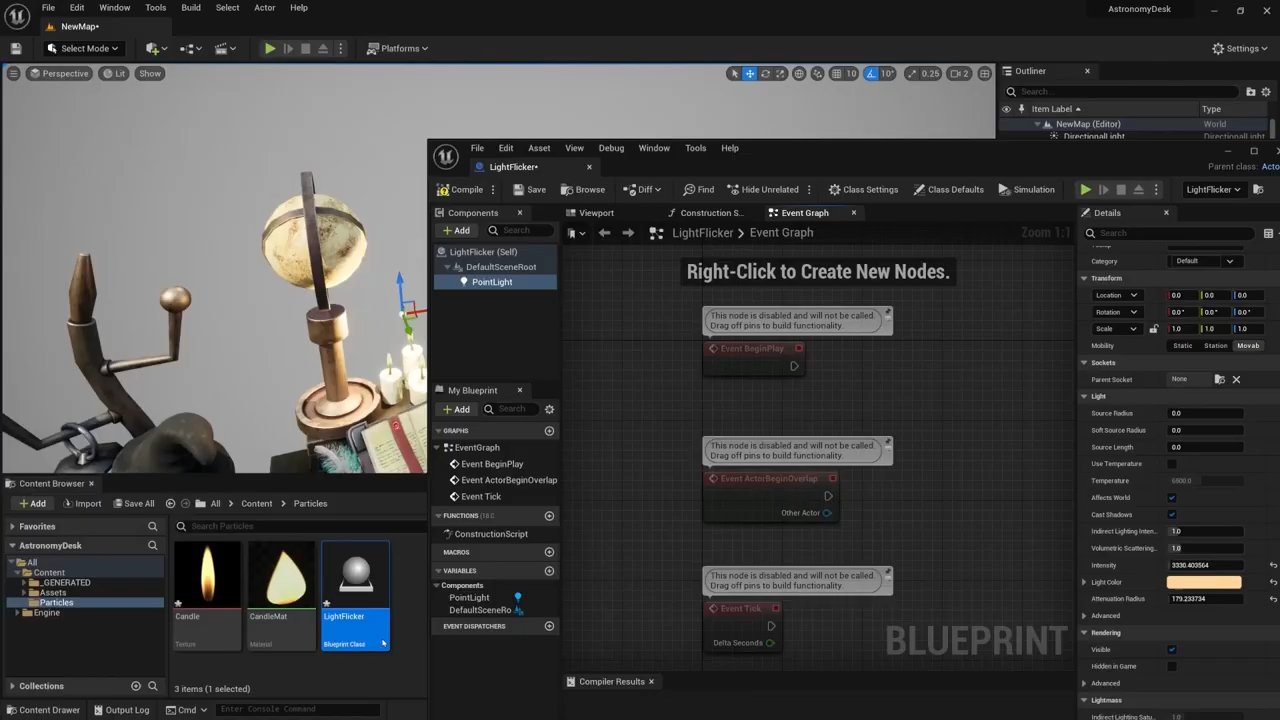 File Edit Window Tools Build Select Actor Help
AstronomyDesk
NewMap•
Select Mode
Platforms
Settings
Perspective Lit Show
10 10° 0.25 2
Outliner
Search...
Item Label Type
NewMap (Editor) World
DirectionalLight DirectionalLight
File Edit Asset View Debug Window Tools Help
LightFlicker•
Parent class: Acto
Compile Save Browse Diff Find Hide Unrelated Class Settings Class Defaults Simulation LightFlicker
Components
Add Search
LightFlicker (Self)
DefaultSceneRoot
PointLight
Viewport Construction S... Event Graph
LightFlicker > Event Graph Zoom 1:1
Right-Click to Create New Nodes.
This node is disabled and will not be called.
Drag off pins to build functionality.
Event BeginPlay
This node is disabled and will not be called.
Drag off pins to build functionality.
Event ActorBeginOverlap
Other Actor
This node is disabled and will not be called.
Drag off pins to build functionality.
Event Tick
Delta Seconds
BLUEPRINT
My Blueprint
Add Search
GRAPHS
EventGraph
Event BeginPlay
Event ActorBeginOverlap
Event Tick
FUNCTIONS (18 C
ConstructionScript
MACROS
VARIABLES
Components
PointLight
DefaultSceneRo
EVENT DISPATCHERS
Compiler Results
Details
Search
Category Default
Transform
Location 0.0 0.0 0.0
Rotation 0.0° 0.0° 0.0°
Scale 1.0 1.0 1.0
Mobility Static Station Movab
Sockets
Parent Socket None
Light
Source Radius 0.0
Soft Source Radius 0.0
Source Length 0.0
Use Temperature
Temperature 6500.0
Affects World
Cast Shadows
Indirect Lighting Inten... 1.0
Volumetric Scattering... 1.0
Intensity 3330.403564
Light Color
Attenuation Radius 179.233734
Advanced
Rendering
Visible
Hidden in Game
Advanced
Lightmass
Indirect Lighting Satu...
Content Browser
Add Import Save All All > Content > Particles
Favorites
Search Particles
AstronomyDesk
All
Content
_GENERATED
Assets
Particles
Engine
Collections
Candle
Texture
CandleMat
Material
LightFlicker
Blueprint Class
3 items (1 selected)
Content Drawer Output Log Cmd Enter Console Command